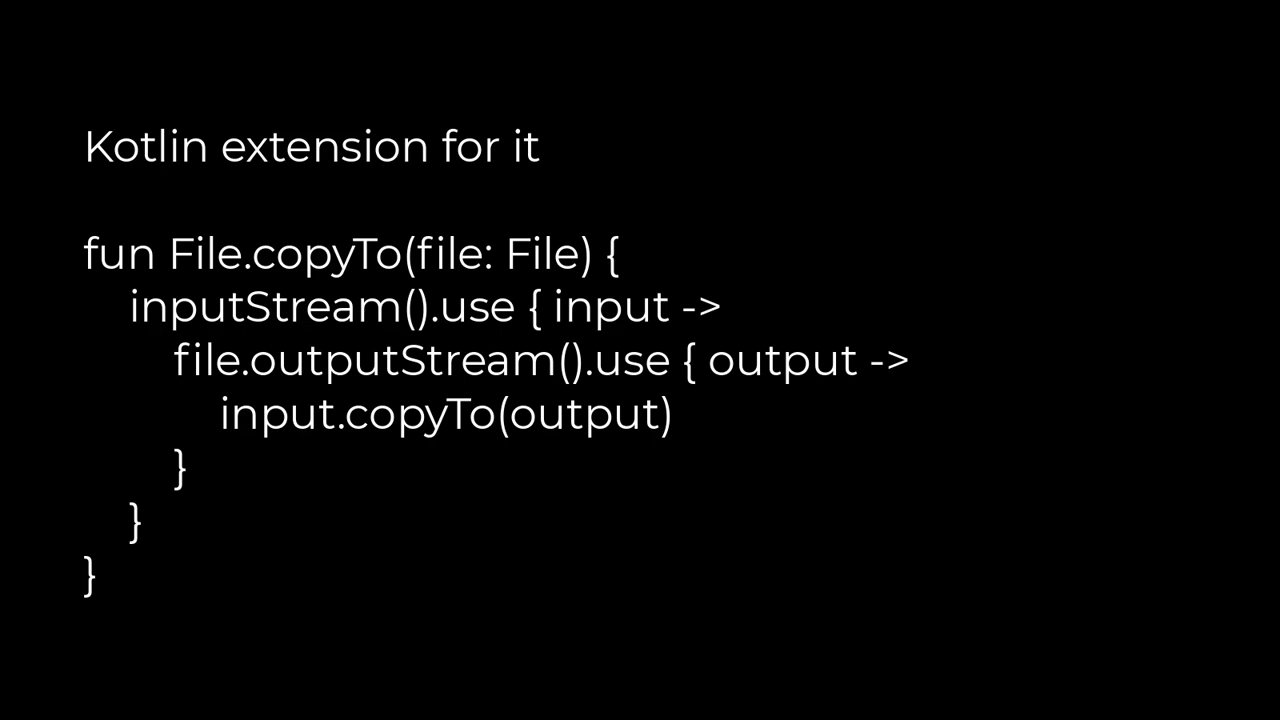 Kotlin extension for it
fun File.copyTo(file: File) {
inputStream().use { input ->
file.outputStream().use { output ->
input.copyTo(output)
}
}
}